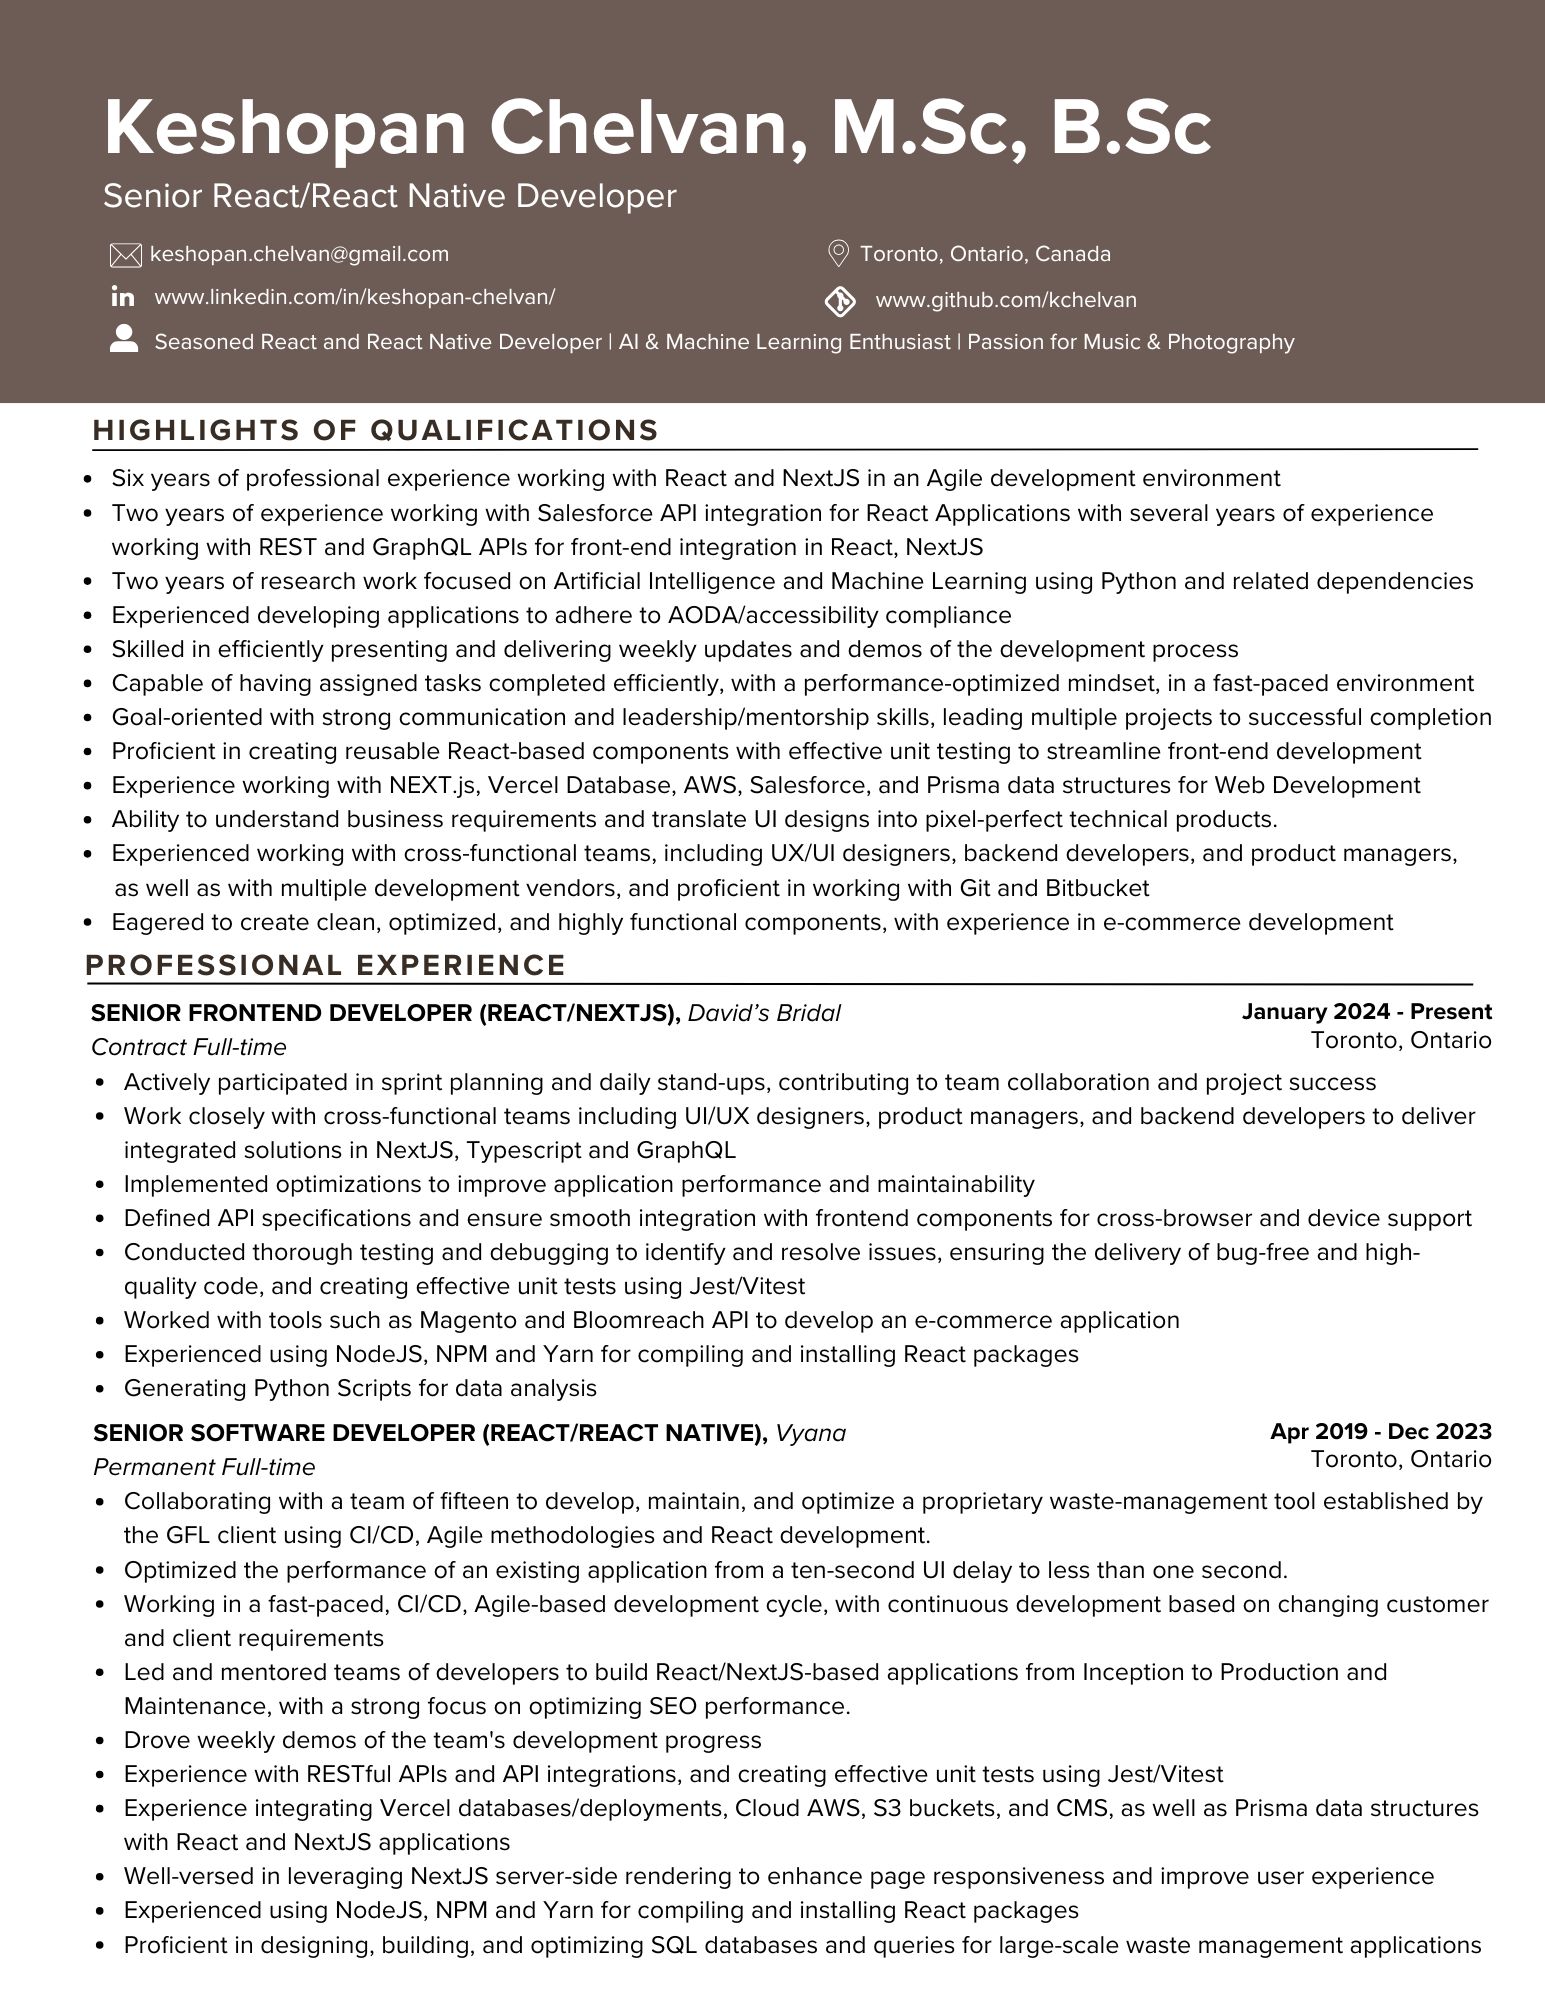 Keshopan Chelvan, M.Sc, B.Sc
Senior React/React Native Developer
keshopan.chelvan@gmail.com
Toronto, Ontario, Canada
www.linkedin.com/in/keshopan-chelvan/
www.github.com/kchelvan
Seasoned React and React Native Developer | AI & Machine Learning Enthusiast | Passion for Music & Photography
HIGHLIGHTS OF QUALIFICATIONS
• Six years of professional experience working with React and NextJS in an Agile development environment
• Two years of experience working with Salesforce API integration for React Applications with several years of experience
working with REST and GraphQL APIs for front-end integration in React, NextJS
• Two years of research work focused on Artificial Intelligence and Machine Learning using Python and related dependencies
• Experienced developing applications to adhere to AODA/accessibility compliance
• Skilled in efficiently presenting and delivering weekly updates and demos of the development process
• Capable of having assigned tasks completed efficiently, with a performance-optimized mindset, in a fast-paced environment
• Goal-oriented with strong communication and leadership/mentorship skills, leading multiple projects to successful completion
• Proficient in creating reusable React-based components with effective unit testing to streamline front-end development
• Experience working with NEXT.js, Vercel Database, AWS, Salesforce, and Prisma data structures for Web Development
• Ability to understand business requirements and translate UI designs into pixel-perfect technical products.
• Experienced working with cross-functional teams, including UX/UI designers, backend developers, and product managers,
as well as with multiple development vendors, and proficient in working with Git and Bitbucket
• Eagered to create clean, optimized, and highly functional components, with experience in e-commerce development
PROFESSIONAL EXPERIENCE
SENIOR FRONTEND DEVELOPER (REACT/NEXTJS), David’s Bridal
January 2024 - Present
Contract Full-time
Toronto, Ontario
• Actively participated in sprint planning and daily stand-ups, contributing to team collaboration and project success
• Work closely with cross-functional teams including UI/UX designers, product managers, and backend developers to deliver
integrated solutions in NextJS, Typescript and GraphQL
• Implemented optimizations to improve application performance and maintainability
• Defined API specifications and ensure smooth integration with frontend components for cross-browser and device support
• Conducted thorough testing and debugging to identify and resolve issues, ensuring the delivery of bug-free and high-
quality code, and creating effective unit tests using Jest/Vitest
• Worked with tools such as Magento and Bloomreach API to develop an e-commerce application
• Experienced using NodeJS, NPM and Yarn for compiling and installing React packages
• Generating Python Scripts for data analysis
SENIOR SOFTWARE DEVELOPER (REACT/REACT NATIVE), Vyana
Apr 2019 - Dec 2023
Permanent Full-time
Toronto, Ontario
• Collaborating with a team of fifteen to develop, maintain, and optimize a proprietary waste-management tool established by
the GFL client using CI/CD, Agile methodologies and React development.
• Optimized the performance of an existing application from a ten-second UI delay to less than one second.
• Working in a fast-paced, CI/CD, Agile-based development cycle, with continuous development based on changing customer
and client requirements
• Led and mentored teams of developers to build React/NextJS-based applications from Inception to Production and
Maintenance, with a strong focus on optimizing SEO performance.
• Drove weekly demos of the team's development progress
• Experience with RESTful APIs and API integrations, and creating effective unit tests using Jest/Vitest
• Experience integrating Vercel databases/deployments, Cloud AWS, S3 buckets, and CMS, as well as Prisma data structures
with React and NextJS applications
• Well-versed in leveraging NextJS server-side rendering to enhance page responsiveness and improve user experience
• Experienced using NodeJS, NPM and Yarn for compiling and installing React packages
• Proficient in designing, building, and optimizing SQL databases and queries for large-scale waste management applications